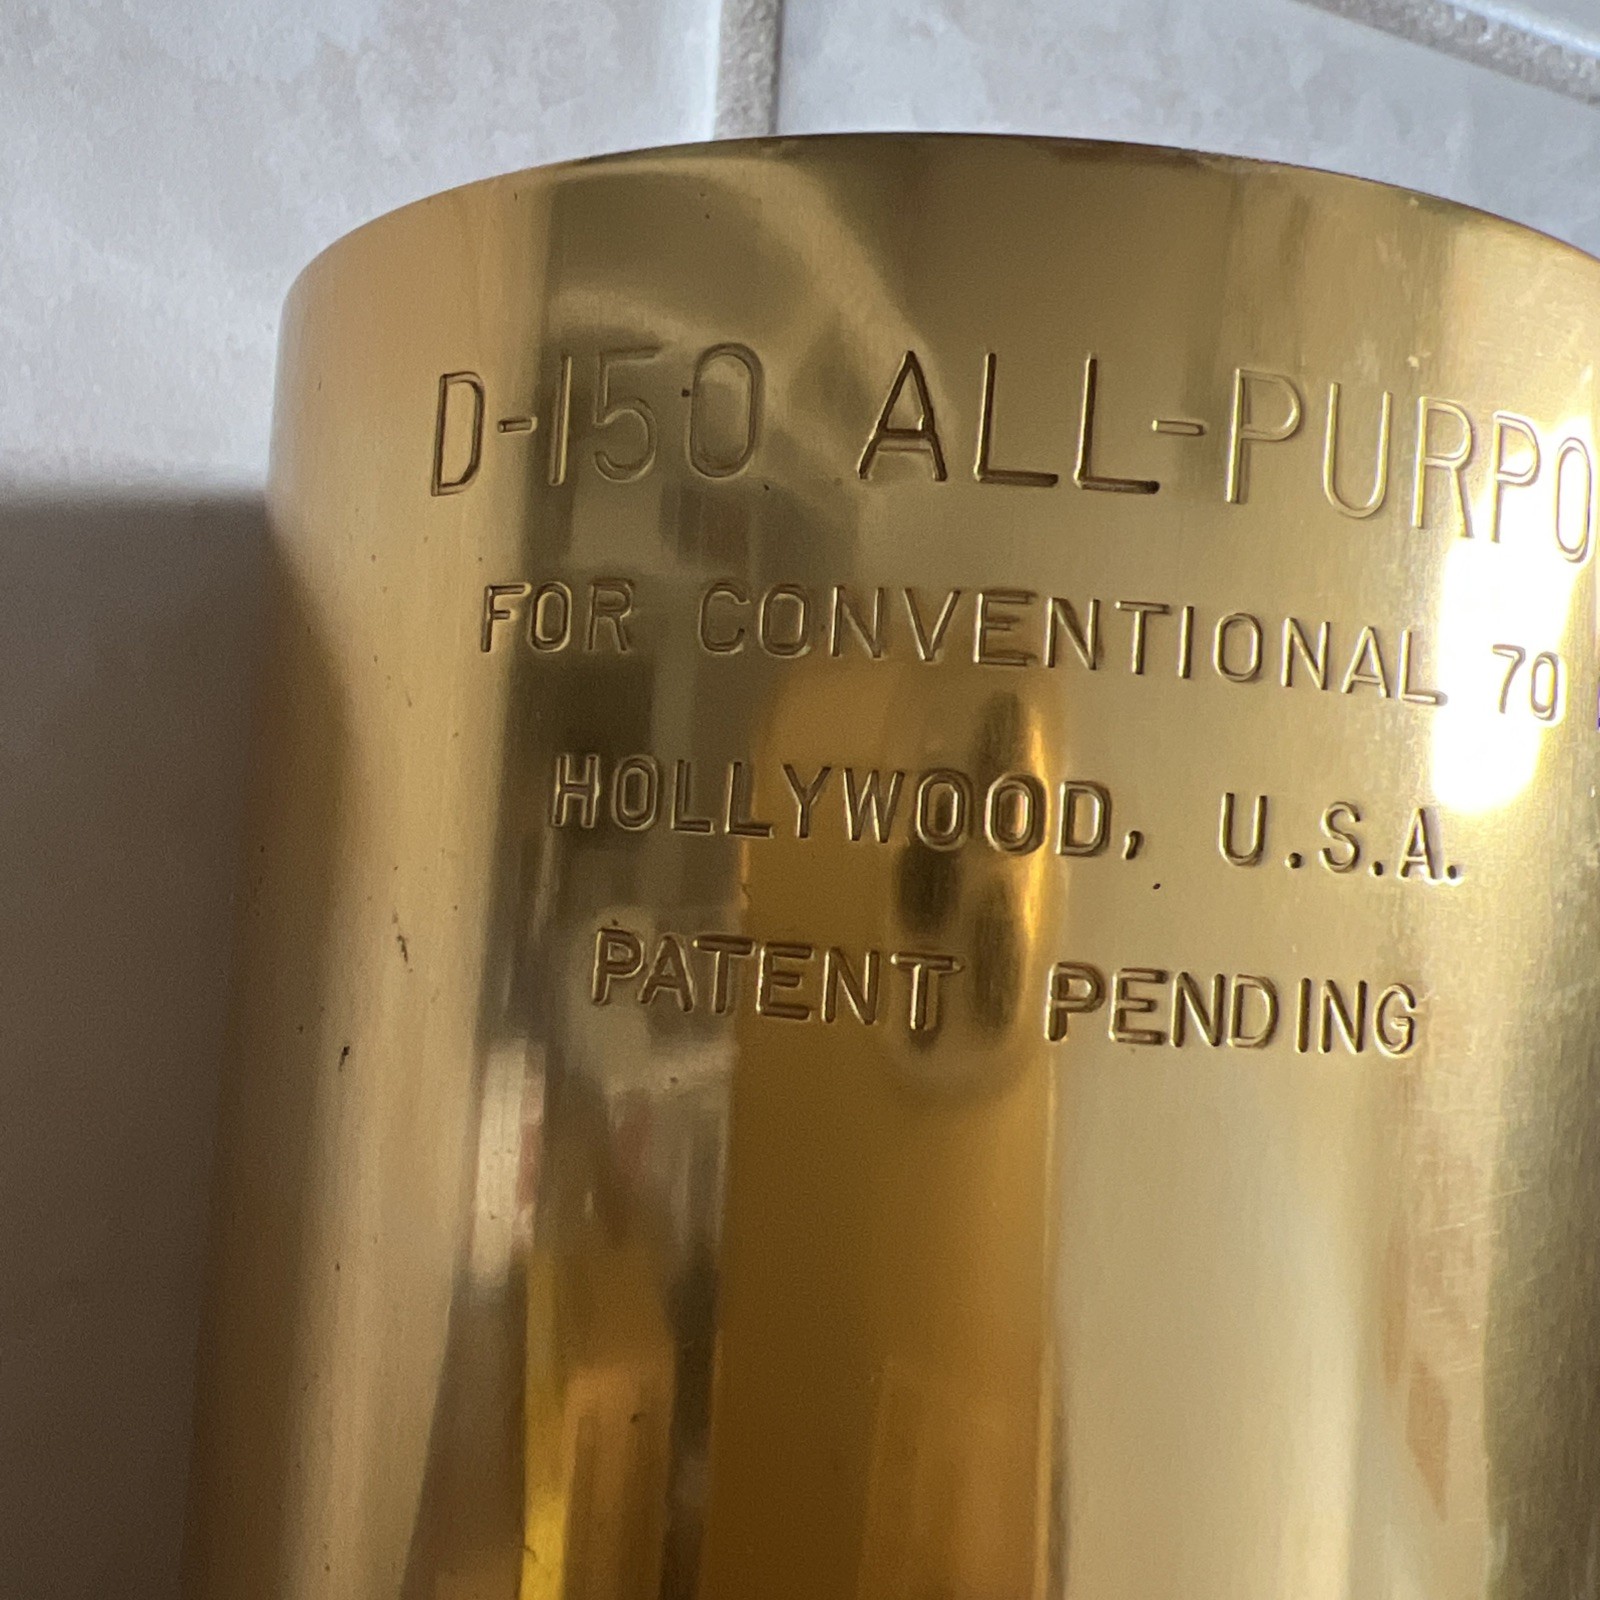 D-150 ALL-PURPO
FOR CONVENTIONAL 70
HOLLYWOOD, U.S.A.
PATENT PENDING